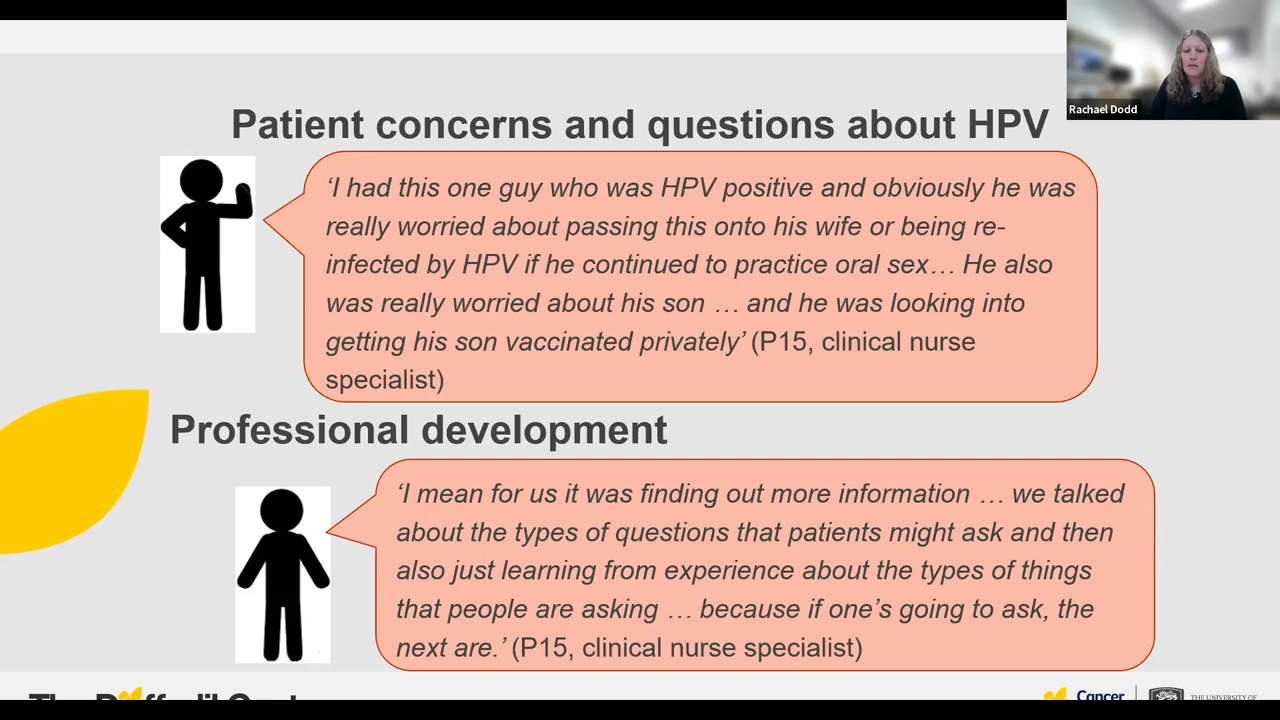 Rachael Dodd
Patient concerns and questions about HPV
‘I had this one guy who was HPV positive and obviously he was
really worried about passing this onto his wife or being re-
infected by HPV if he continued to practice oral sex… He also
was really worried about his son … and he was looking into
getting his son vaccinated privately’ (P15, clinical nurse
specialist)
Professional development
‘I mean for us it was finding out more information … we talked
about the types of questions that patients might ask and then
also just learning from experience about the types of things
that people are asking … because if one’s going to ask, the
next are.’ (P15, clinical nurse specialist)
Cancer
THE UNIVERSITY OF